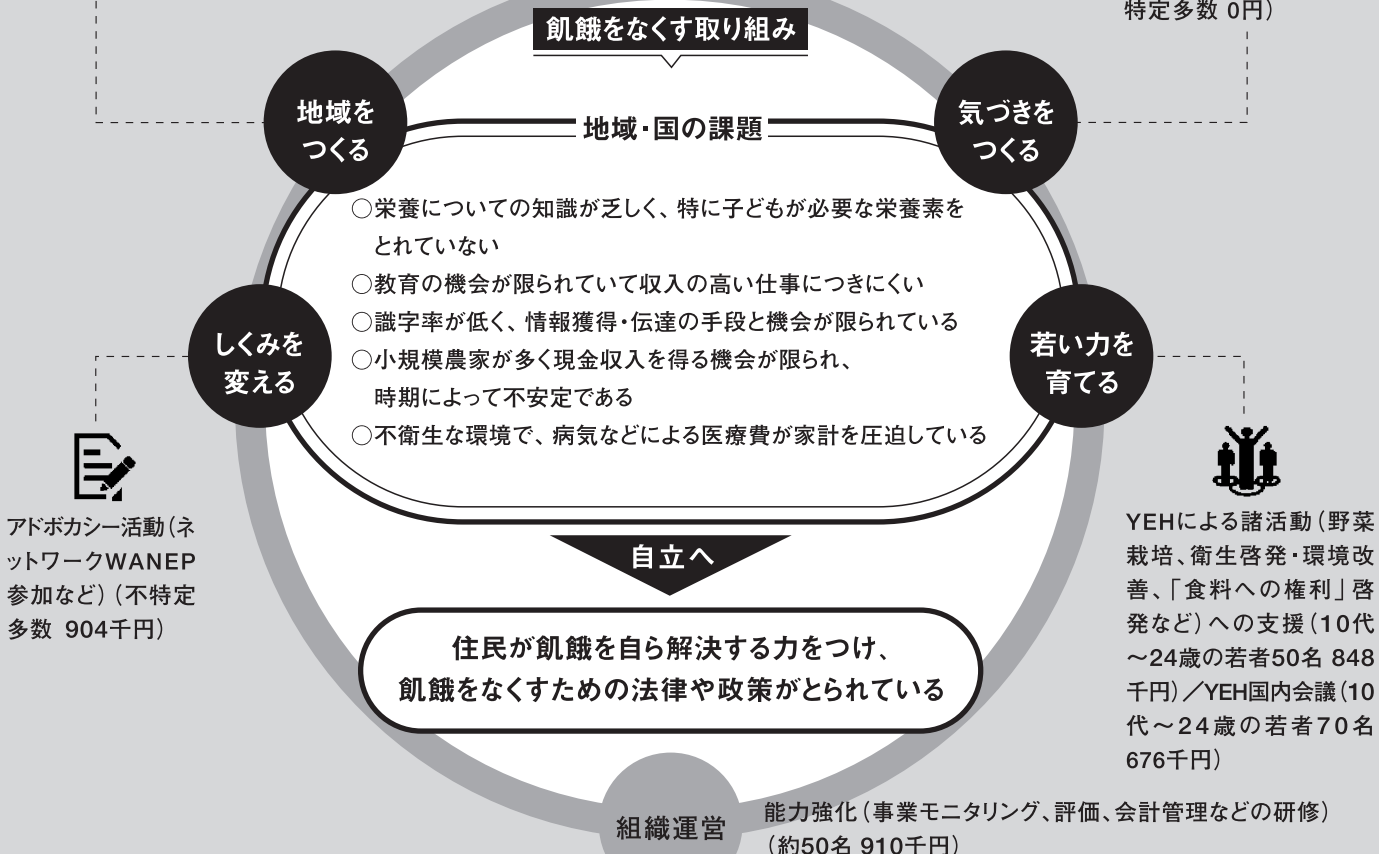 特定多数 0円）
飢餓をなくす取り組み
地域を
つくる
気づきを
つくる
地域・国の課題
○栄養についての知識が乏しく、特に子どもが必要な栄養素を
とれていない
○教育の機会が限られていて収入の高い仕事につきにくい
○識字率が低く、情報獲得・伝達の手段と機会が限られている
○小規模農家が多く現金収入を得る機会が限られ、
時期によって不安定である
○不衛生な環境で、病気などによる医療費が家計を圧迫している
しくみを
変える
若い力を
育てる
アドボカシー活動（ネ
ットワークWANEP
参加など）（不特定
多数 904千円）
YEHによる諸活動（野菜
栽培、衛生啓発・環境改
善、「食料への権利」啓
発など）への支援（10代
～24歳の若者50名 848
千円）／YEH国内会議（10
代～24歳の若者70名
676千円）
自立へ
住民が飢餓を自ら解決する力をつけ、
飢餓をなくすための法律や政策がとられている
組織運営
能力強化（事業モニタリング、評価、会計管理などの研修）
（約50名 910千円）